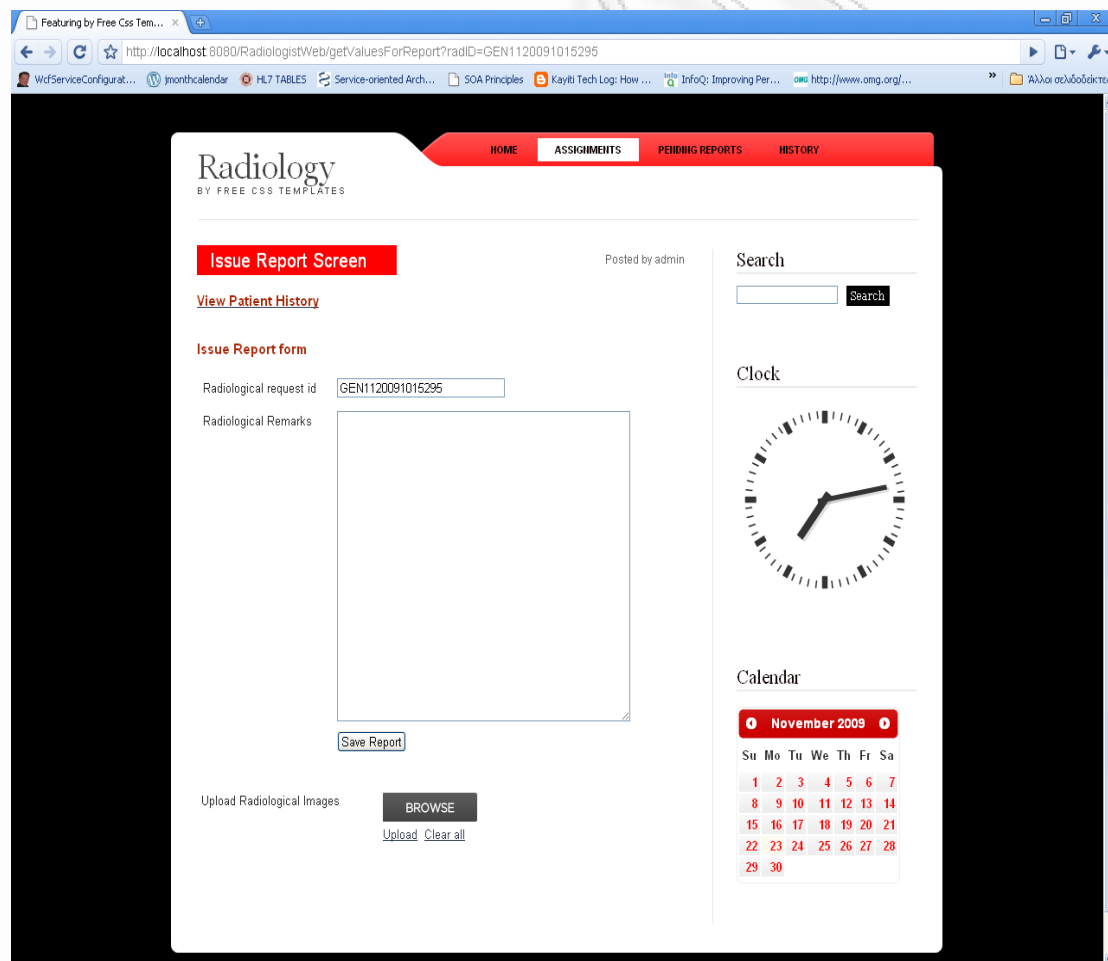 Featuring by Free Css Tem...
http://localhost:8080/RadiologistWeb/getValuesForReport?radID=GEN1120091015295
WcfServiceConfigurat... jmonthcalendar HL7 TABLES Service-oriented Arch... SOA Principles Kayiti Tech Log: How ... InfoQ: Improving Per... http://www.omg.org/... » Άλλοι σελιδοδείκτε
HOME ASSIGNMENTS PENDING REPORTS HISTORY
Radiology
BY FREE CSS TEMPLATES
Issue Report Screen
Posted by admin
View Patient History
Issue Report form
Radiological request id GEN1120091015295
Radiological Remarks
Save Report
Upload Radiological Images BROWSE
Upload Clear all
Search
Search
Clock
Calendar
November 2009
Su Mo Tu We Th Fr Sa
1 2 3 4 5 6 7
8 9 10 11 12 13 14
15 16 17 18 19 20 21
22 23 24 25 26 27 28
29 30